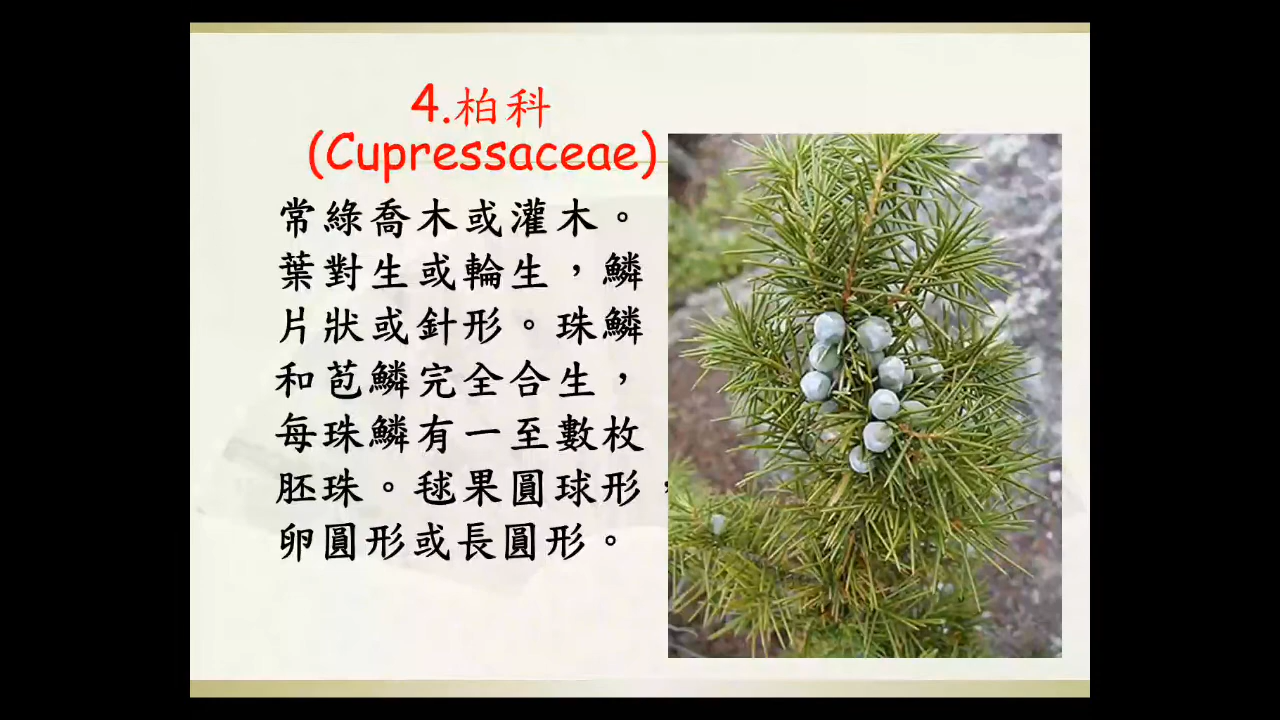 4.柏科
(Cupressaceae)
常綠喬木或灌木。
葉對生或輪生，鱗
片狀或針形。珠鱗
和苞鱗完全合生，
每珠鱗有一至數枚
胚珠。毬果圓球形，
卵圓形或長圓形。